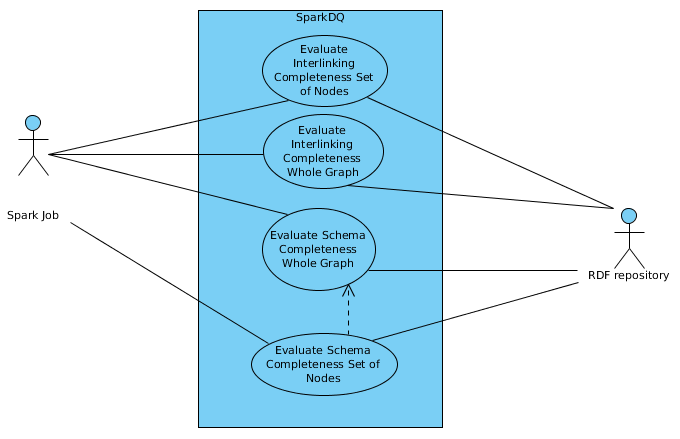 SparkDQ
Evaluate
Interlinking
Completeness Set
of Nodes
Evaluate
Interlinking
Completeness
Whole Graph
Spark Job
Evaluate Schema
Completeness
Whole Graph
RDF repository
Evaluate Schema
Completeness Set of
Nodes